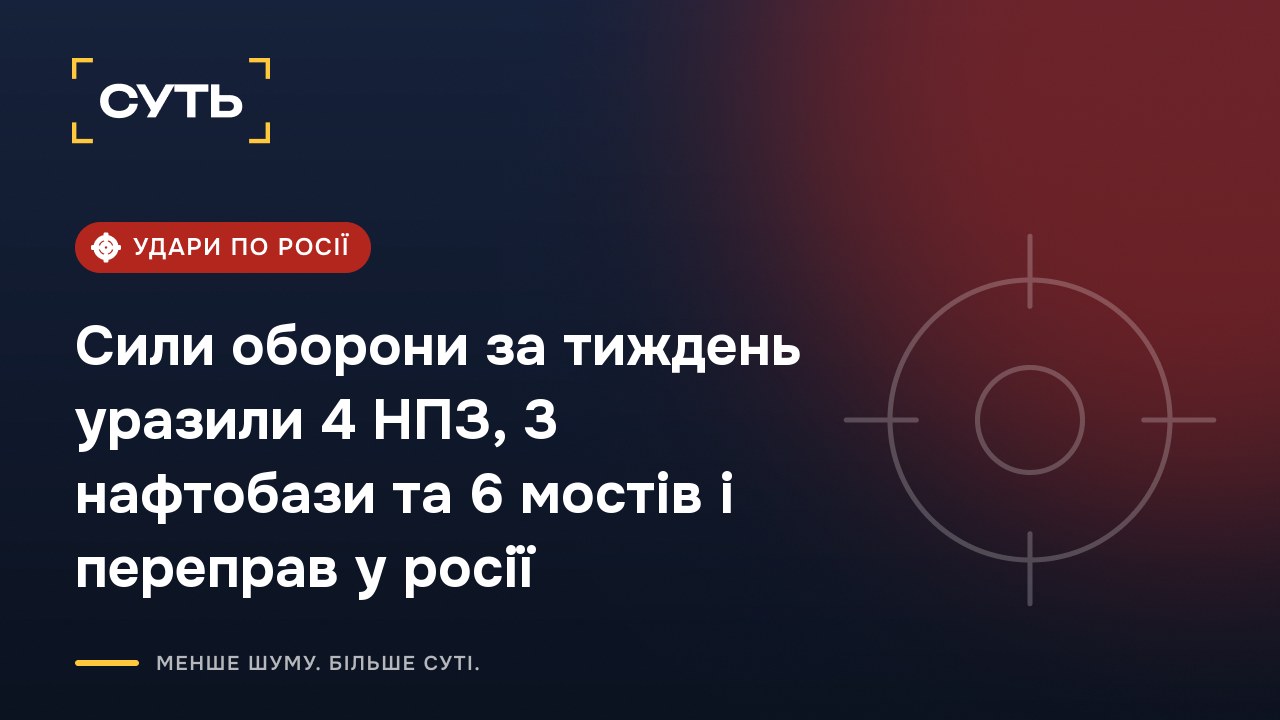 СУТЬ
УДАРИ ПО РОСІЇ
Сили оборони за тиждень
уразили 4 НПЗ, 3
нафтобази та 6 мостів і
переправ у росії
МЕНШЕ ШУМУ. БІЛЬШЕ СУТІ.